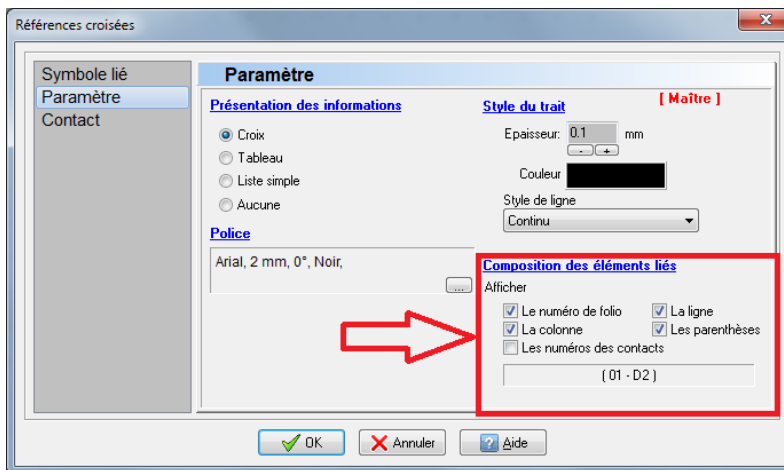 Références croisées
Symbole lié
Paramètre
Contact
Paramètre
[ Maître ]
Présentation des informations
Croix
Tableau
Liste simple
Aucune
Police
Arial, 2 mm, 0°, Noir,
...
Style du trait
Epaisseur: 0.1 mm
- +
Couleur
Style de ligne
Continu
Composition des éléments liés
Afficher
Le numéro de folio La ligne
La colonne Les parenthèses
Les numéros des contacts
( 01 - D2 )
OK Annuler Aide